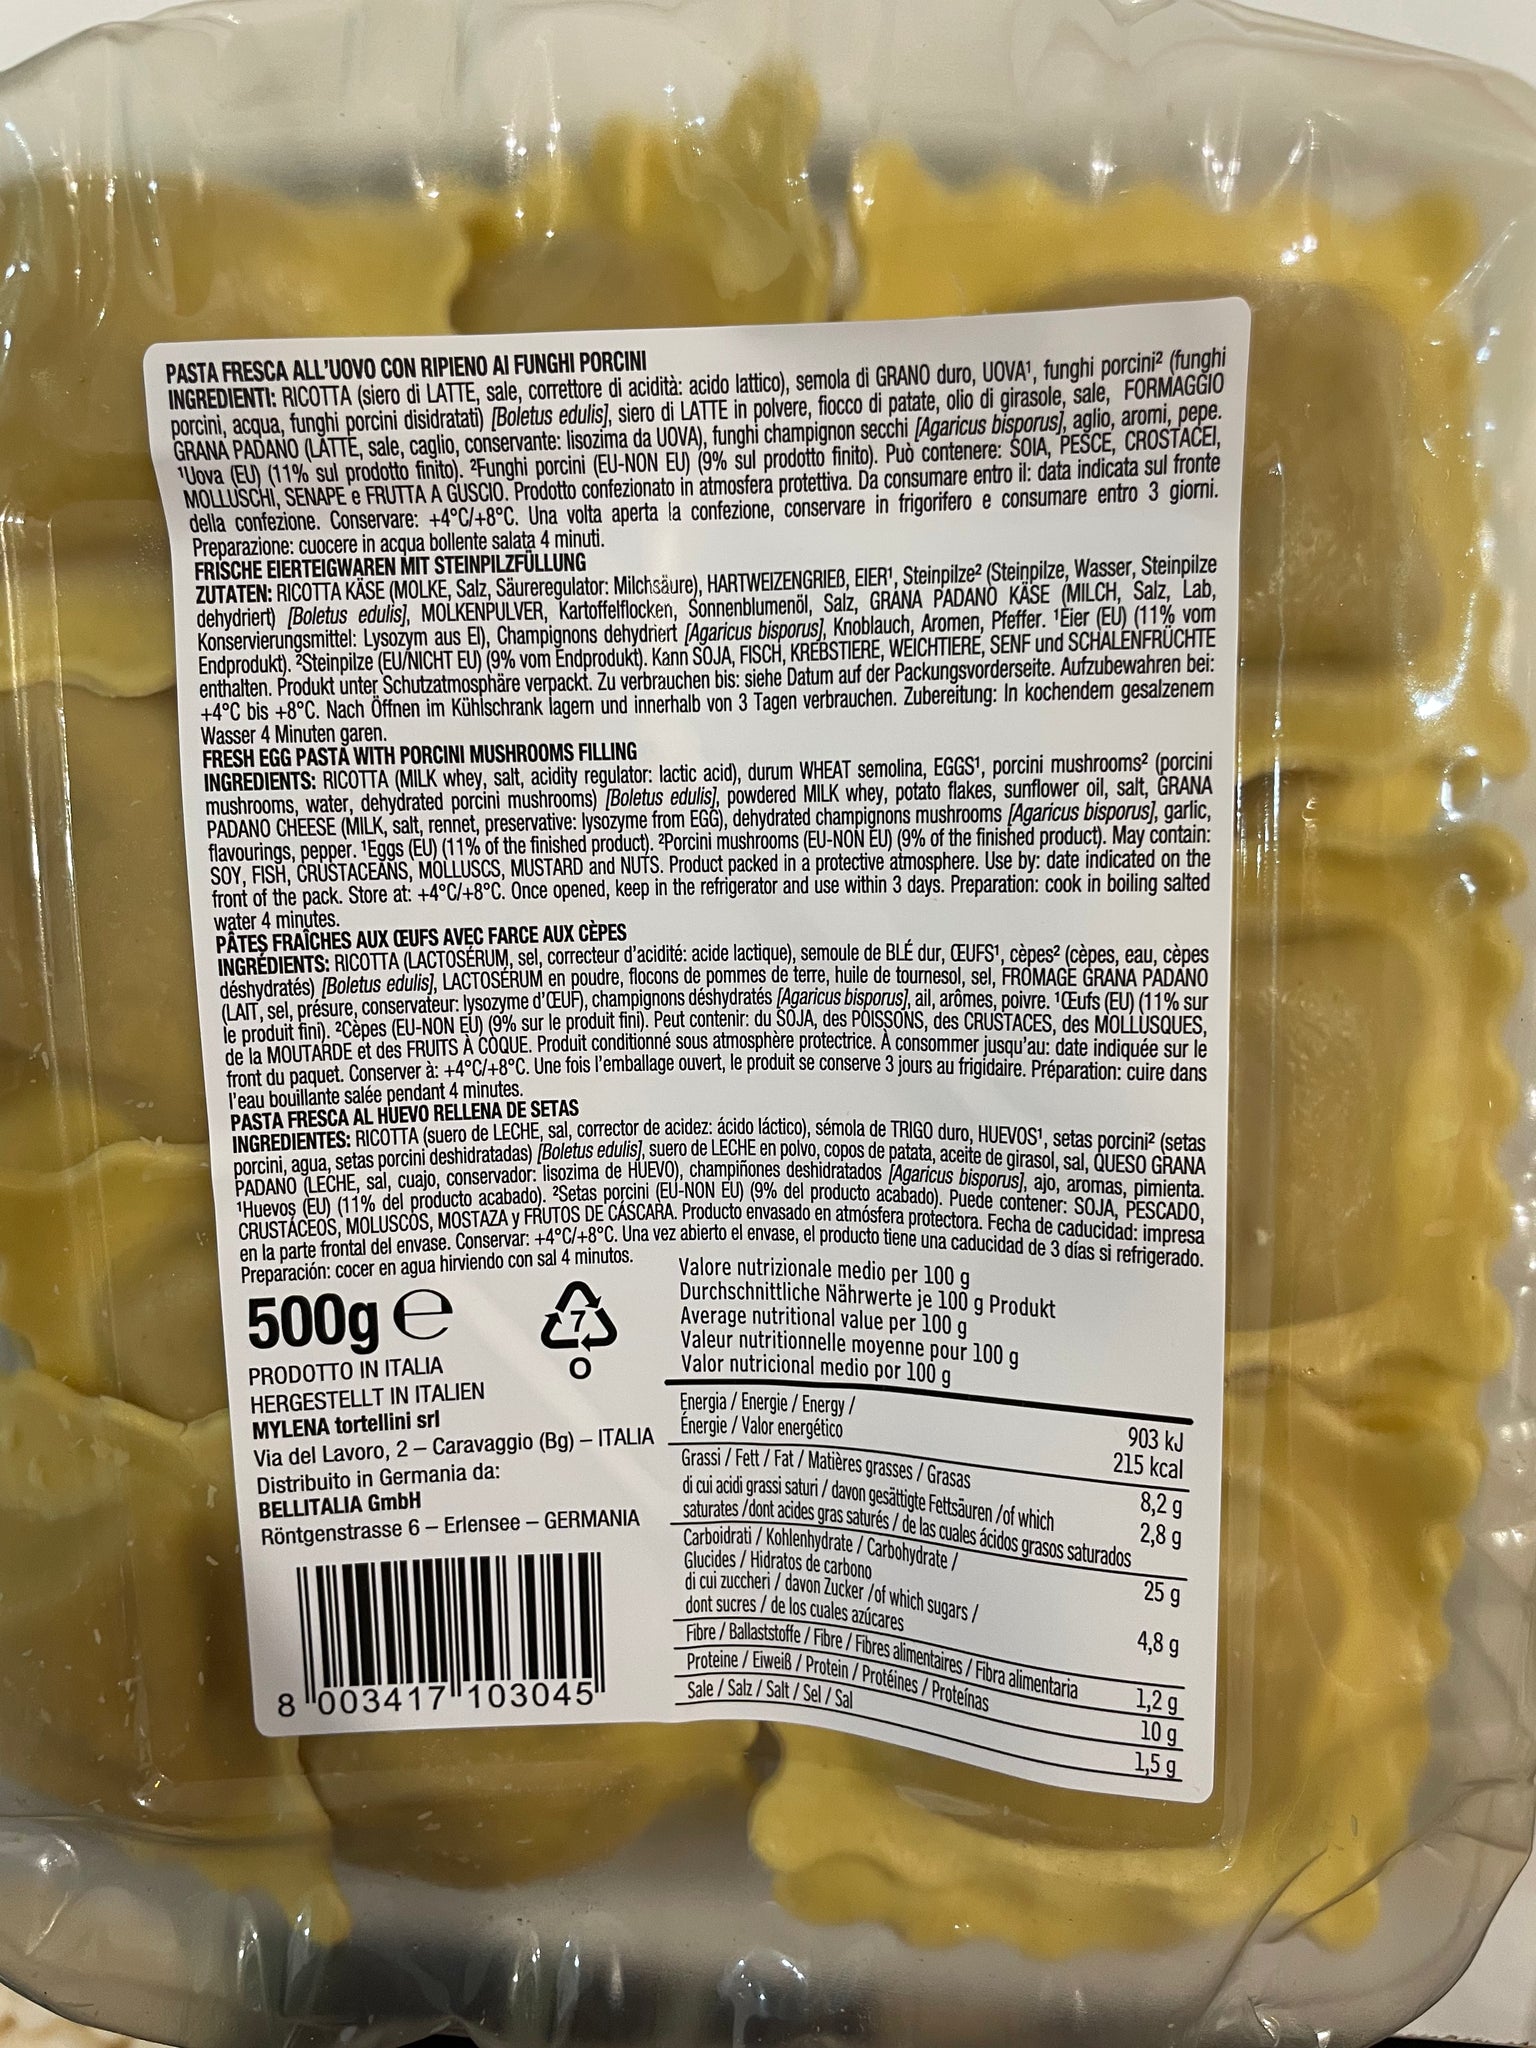 PASTA FRESCA ALL'UOVO CON RIPIENO AI FUNGHI PORCINI
INGREDIENTI: RICOTTA (siero di LATTE, sale, correttore di acidità: acido lattico), semola di GRANO duro, UOVA¹, funghi porcini² (funghi
porcini, acqua, funghi porcini disidratati) [Boletus edulis], siero di LATTE in polvere, fiocco di patate, olio di girasole, sale, FORMAGGIO
GRANA PADANO (LATTE, sale, caglio, conservante: lisozima da UOVA), funghi champignon secchi [Agaricus bisporus], aglio, aromi, pepe.
¹Uova (EU) (11% sul prodotto finito). ²Funghi porcini (EU-NON EU) (9% sul prodotto finito). Può contenere: SOIA, PESCE, CROSTACEI,
MOLLUSCHI, SENAPE e FRUTTA A GUSCIO. Prodotto confezionato in atmosfera protettiva. Da consumare entro il: data indicata sul fronte
della confezione. Conservare: +4°C/+8°C. Una volta aperta la confezione, conservare in frigorifero e consumare entro 3 giorni.
Preparazione: cuocere in acqua bollente salata 4 minuti.
FRISCHE EIERTEIGWAREN MIT STEINPILZFÜLLUNG
ZUTATEN: RICOTTA KÄSE (MOLKE, Salz, Säureregulator: Milchsäure), HARTWEIZENGRIEß, EIER¹, Steinpilze² (Steinpilze, Wasser, Steinpilze
dehydriert) [Boletus edulis], MOLKENPULVER, Kartoffelflocken, Sonnenblumenöl, Salz, GRANA PADANO KÄSE (MILCH, Salz, Lab,
Konservierungsmittel: Lysozym aus EI), Champignons dehydriert [Agaricus bisporus], Knoblauch, Aromen, Pfeffer. ¹Eier (EU) (11% vom
Endprodukt). ²Steinpilze (EU/NICHT EU) (9% vom Endprodukt). Kann SOJA, FISCH, KREBSTIERE, WEICHTIERE, SENF und SCHALENFRÜCHTE
enthalten. Produkt unter Schutzatmosphäre verpackt. Zu verbrauchen bis: siehe Datum auf der Packungsvorderseite. Aufzubewahren bei:
+4°C bis +8°C. Nach Öffnen im Kühlschrank lagern und innerhalb von 3 Tagen verbrauchen. Zubereitung: In kochendem gesalzenem
Wasser 4 Minuten garen.
FRESH EGG PASTA WITH PORCINI MUSHROOMS FILLING
INGREDIENTS: RICOTTA (MILK whey, salt, acidity regulator: lactic acid), durum WHEAT semolina, EGGS¹, porcini mushrooms² (porcini
mushrooms, water, dehydrated porcini mushrooms) [Boletus edulis], powdered MILK whey, potato flakes, sunflower oil, salt, GRANA
PADANO CHEESE (MILK, salt, rennet, preservative: lysozyme from EGG), dehydrated champignons mushrooms [Agaricus bisporus], garlic,
flavourings, pepper. ¹Eggs (EU) (11% of the finished product). ²Porcini mushrooms (EU-NON EU) (9% of the finished product). May contain:
SOY, FISH, CRUSTACEANS, MOLLUSCS, MUSTARD and NUTS. Product packed in a protective atmosphere. Use by: date indicated on the
front of the pack. Store at: +4°C/+8°C. Once opened, keep in the refrigerator and use within 3 days. Preparation: cook in boiling salted
water 4 minutes.
PÂTES FRAÎCHES AUX ŒUFS AVEC FARCE AUX CÈPES
INGRÉDIENTS: RICOTTA (LACTOSÉRUM, sel, correcteur d'acidité: acide lactique), semoule de BLÉ dur, ŒUFS¹, cèpes² (cèpes, eau, cèpes
déshydratés) [Boletus edulis], LACTOSÉRUM en poudre, flocons de pommes de terre, huile de tournesol, sel, FROMAGE GRANA PADANO
(LAIT, sel, présure, conservateur: lysozyme d'ŒUF), champignons déshydratés [Agaricus bisporus], ail, arômes, poivre. ¹Œufs (EU) (11% sur
le produit fini). ²Cèpes (EU-NON EU) (9% sur le produit fini). Peut contenir: du SOJA, des POISSONS, des CRUSTACES, des MOLLUSQUES,
de la MOUTARDE et des FRUITS À COQUE. Produit conditionné sous atmosphère protectrice. À consommer jusqu'au: date indiquée sur le
front du paquet. Conserver à: +4°C/+8°C. Une fois l'emballage ouvert, le produit se conserve 3 jours au frigidaire. Préparation: cuire dans
l'eau bouillante salée pendant 4 minutes.
PASTA FRESCA AL HUEVO RELLENA DE SETAS
INGREDIENTES: RICOTTA (suero de LECHE, sal, corrector de acidez: ácido láctico), sémola de TRIGO duro, HUEVOS¹, setas porcini² (setas
porcini, agua, setas porcini deshidratadas) [Boletus edulis], suero de LECHE en polvo, copos de patata, aceite de girasol, sal, QUESO GRANA
PADANO (LECHE, sal, cuajo, conservador: lisozima de HUEVO), champiñones deshidratados [Agaricus bisporus], ajo, aromas, pimienta.
¹Huevos (EU) (11% del producto acabado). ²Setas porcini (EU-NON EU) (9% del producto acabado). Puede contener: SOJA, PESCADO,
CRUSTÁCEOS, MOLUSCOS, MOSTAZA y FRUTOS DE CÁSCARA. Producto envasado en atmósfera protectora. Fecha de caducidad: impresa
en la parte frontal del envase. Conservar: +4°C/+8°C. Una vez abierto el envase, el producto tiene una caducidad de 3 días si refrigerado.
Preparación: cocer en agua hirviendo con sal 4 minutos.
500g ℮
7
O
PRODOTTO IN ITALIA
HERGESTELLT IN ITALIEN
MYLENA tortellini srl
Via del Lavoro, 2 – Caravaggio (Bg) – ITALIA
Distribuito in Germania da:
BELLITALIA GmbH
Röntgenstrasse 6 – Erlensee – GERMANIA
8 003417 103045
Valore nutrizionale medio per 100 g
Durchschnittliche Nährwerte je 100 g Produkt
Average nutritional value per 100 g
Valeur nutritionnelle moyenne pour 100 g
Valor nutricional medio por 100 g
Energia / Energie / Energy /
Énergie / Valor energético
903 kJ
215 kcal
Grassi / Fett / Fat / Matières grasses / Grasas
8,2 g
di cui acidi grassi saturi / davon gesättigte Fettsäuren /of which
saturates /dont acides gras saturés / de las cuales ácidos grasos saturados
2,8 g
Carboidrati / Kohlenhydrate / Carbohydrate /
Glucides / Hidratos de carbono
25 g
di cui zuccheri / davon Zucker /of which sugars /
dont sucres / de los cuales azúcares
4,8 g
Fibre / Ballaststoffe / Fibre / Fibres alimentaires / Fibra alimentaria
1,2 g
Proteine / Eiweiß / Protein / Protéines / Proteínas
10 g
Sale / Salz / Salt / Sel / Sal
1,5 g